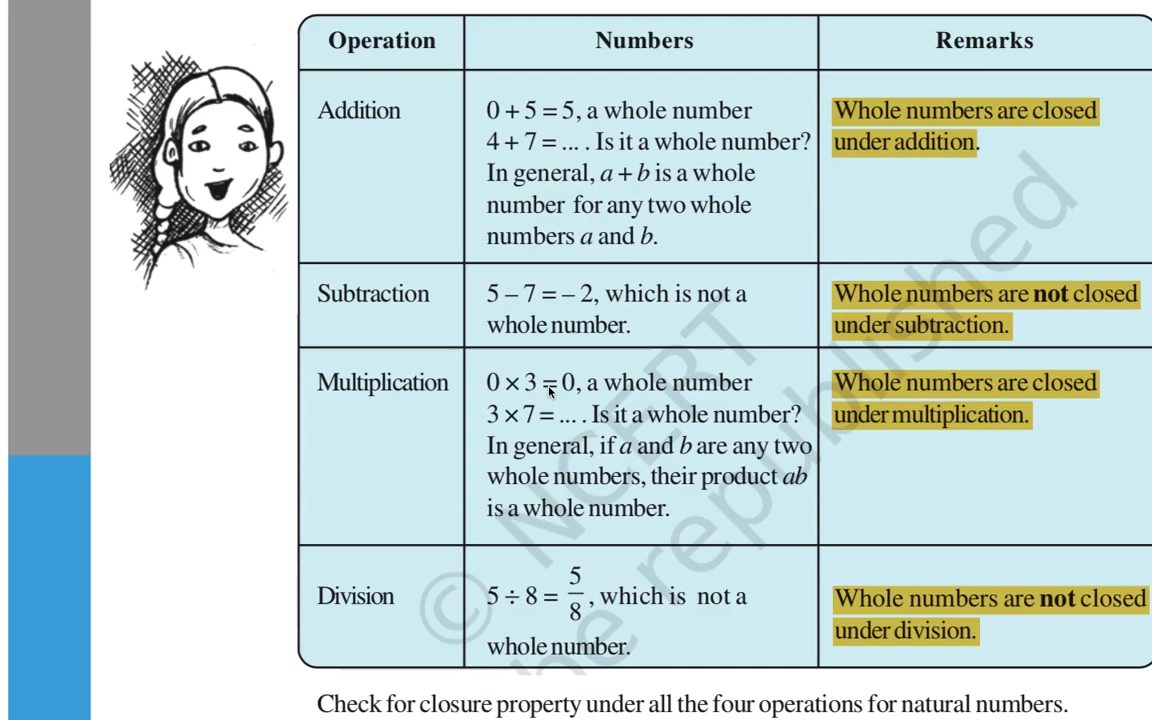 Operation Numbers Remarks
Addition
0 + 5 = 5, a whole number
4 + 7 = ... . Is it a whole number?
In general, a + b is a whole
number for any two whole
numbers a and b.
Whole numbers are closed
under addition.
Subtraction
5 – 7 = – 2, which is not a
whole number.
Whole numbers are not closed
under subtraction.
Multiplication
0 × 3 = 0, a whole number
3 × 7 = ... . Is it a whole number?
In general, if a and b are any two
whole numbers, their product ab
is a whole number.
Whole numbers are closed
under multiplication.
Division
5 ÷ 8 = 5/8, which is not a
whole number.
Whole numbers are not closed
under division.
Check for closure property under all the four operations for natural numbers.
© NCERT
be republished